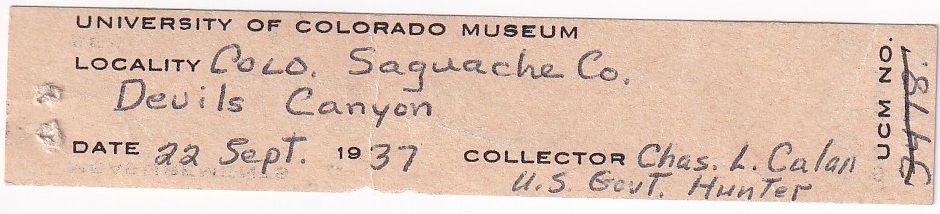 UNIVERSITY OF COLORADO MUSEUM
LOCALITY COLO. Saguache Co.
Devils Canyon
DATE 22 Sept. 1937 COLLECTOR Chas. L. Calan
U.S. Govt. Hunter
UCM NO.